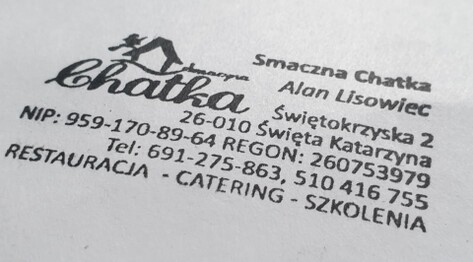 Smaczna
Chatka
Smaczna Chatka
Alan Lisowiec
Świętokrzyska 2
26-010 Święta Katarzyna
NIP: 959-170-89-64 REGON: 260753979
Tel: 691-275-863, 510 416 755
RESTAURACJA - CATERING - SZKOLENIA